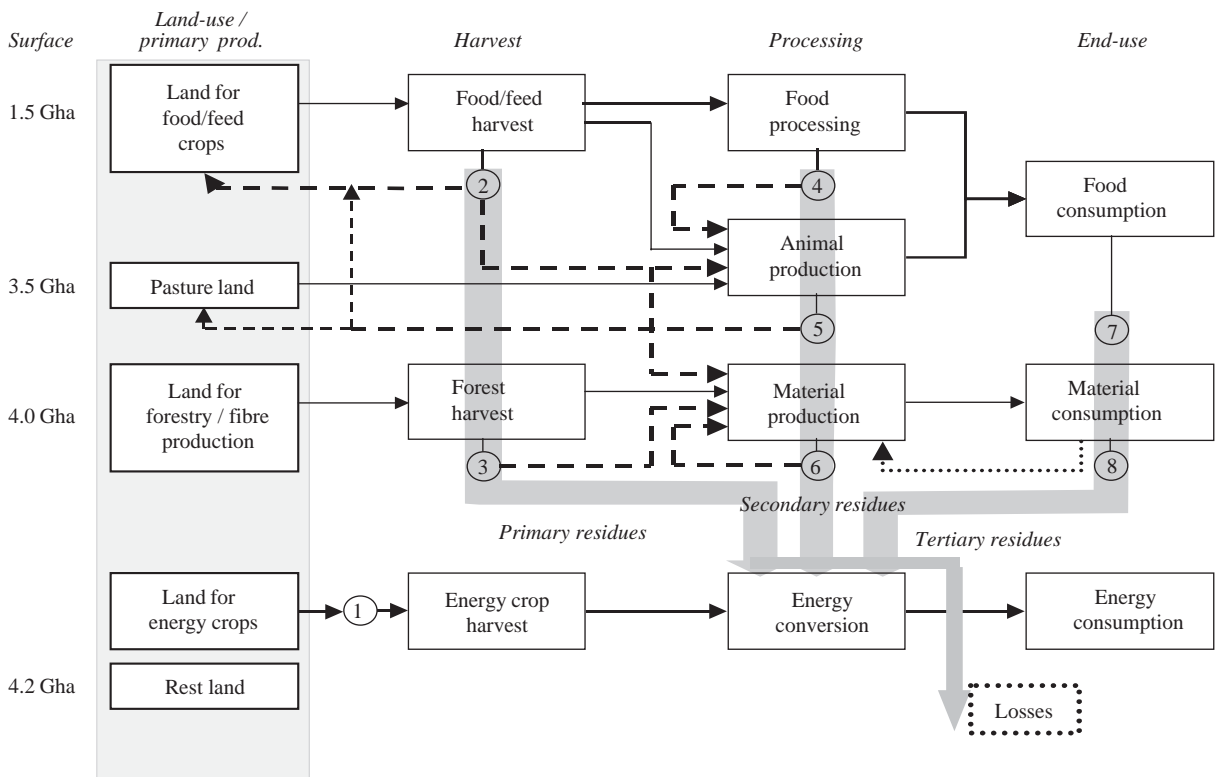 Surface
Land-use /
primary prod.
Harvest
Processing
End-use
1.5 Gha
Land for
food/feed
crops
Food/feed
harvest
Food
processing
2
4
Food
consumption
Animal
production
3.5 Gha
Pasture land
5
7
4.0 Gha
Land for
forestry / fibre
production
Forest
harvest
Material
production
Material
consumption
3
6
8
Primary residues
Secondary residues
Tertiary residues
Land for
energy crops
1
Energy crop
harvest
Energy
conversion
Energy
consumption
4.2 Gha
Rest land
Losses